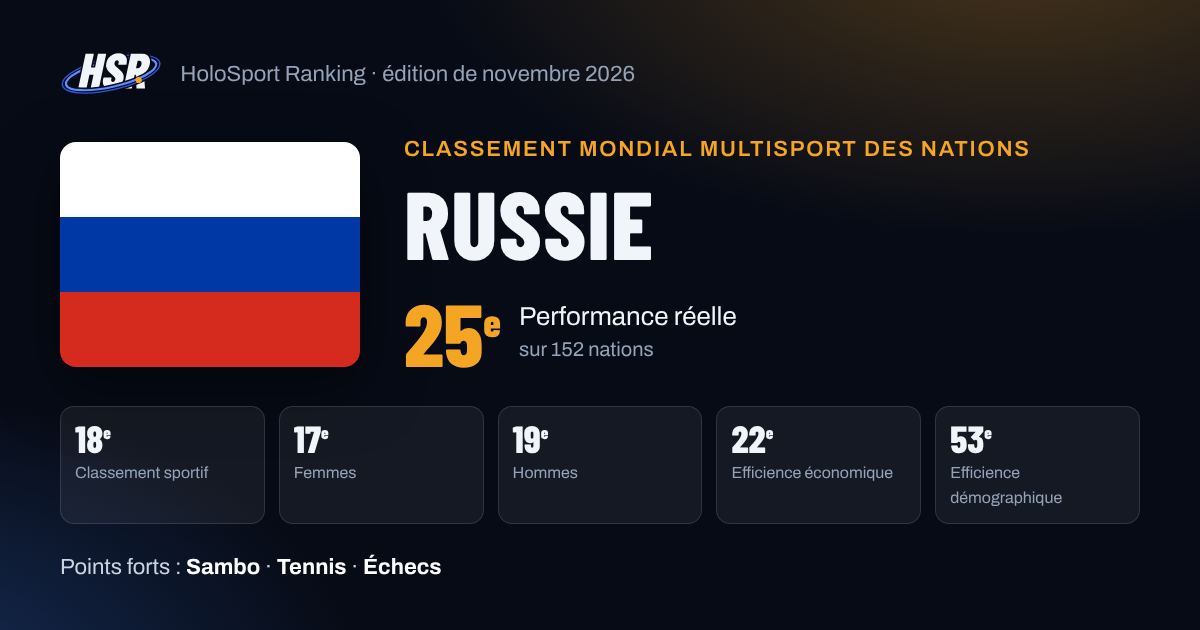 HSR
HoloSport Ranking · édition de novembre 2026
CLASSEMENT MONDIAL MULTISPORT DES NATIONS
RUSSIE
25e
Performance réelle
sur 152 nations
18e
Classement sportif
17e
Femmes
19e
Hommes
22e
Efficience économique
53e
Efficience
démographique
Points forts : Sambo · Tennis · Échecs